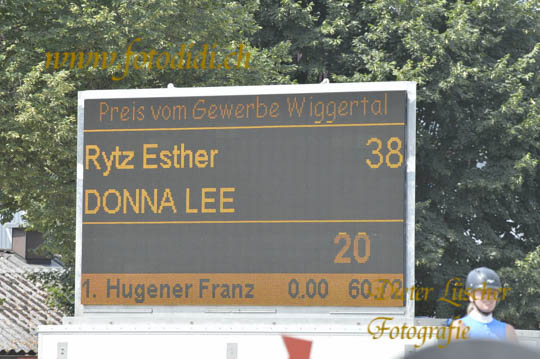 www.fotodidi.ch
Preis vom Gewerbe Wiggertal
Rytz Esther 38
DONNA LEE
20
1. Hugener Franz 0.00 60.72
Pieter Lüscher
Fotografie